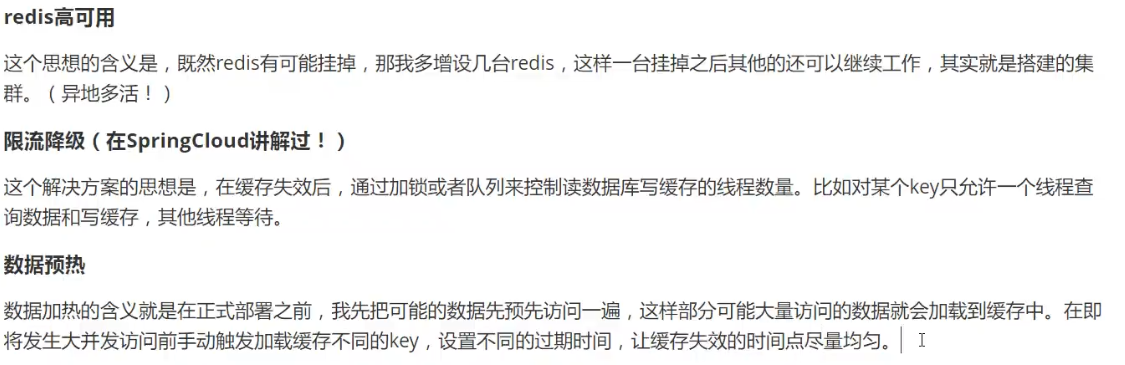 redis高可用
这个思想的含义是，既然redis有可能挂掉，那我多增设几台redis，这样一台挂掉之后其他的还可以继续工作，其实就是搭建的集
群。（异地多活！）
限流降级（在SpringCloud讲解过！）
这个解决方案的思想是，在缓存失效后，通过加锁或者队列来控制读数据库写缓存的线程数量。比如对某个key只允许一个线程查
询数据和写缓存，其他线程等待。
数据预热
数据加热的含义就是在正式部署之前，我先把可能的数据先预先访问一遍，这样部分可能大量访问的数据就会加载到缓存中。在即
将发生大并发访问前手动触发加载缓存不同的key，设置不同的过期时间，让缓存失效的时间点尽量均匀。